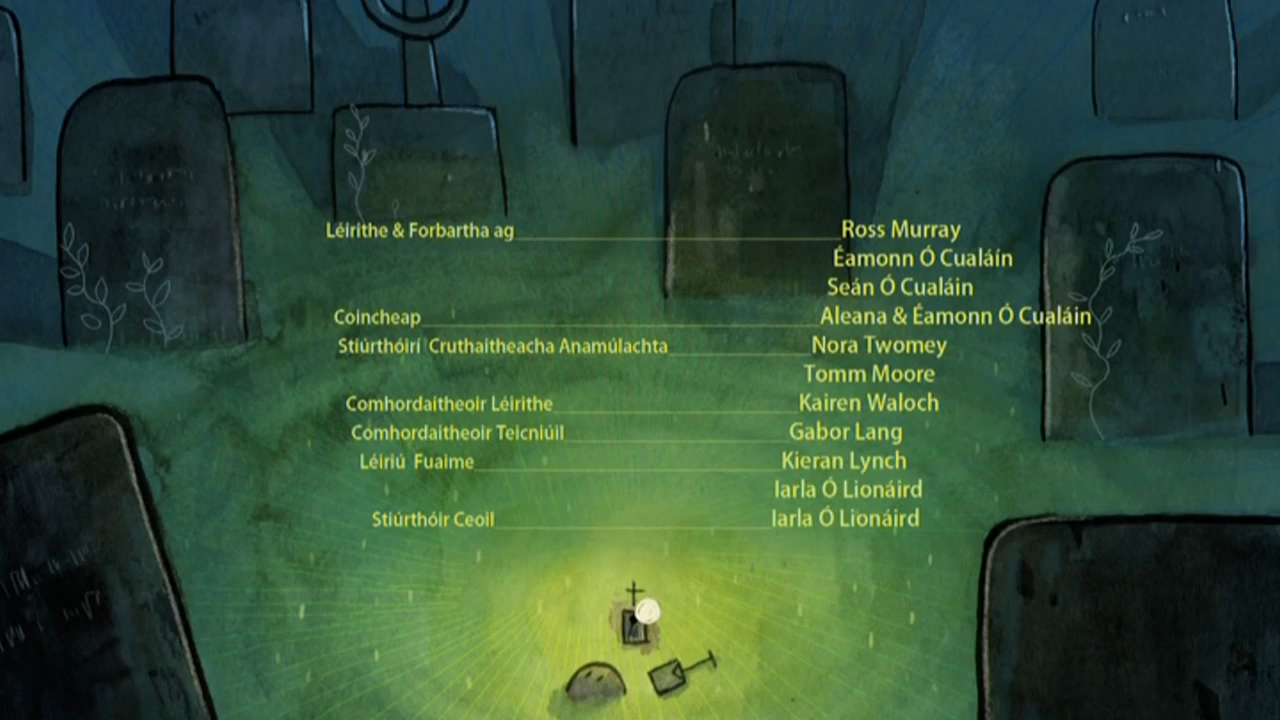 Léirithe & Forbartha ag Ross Murray
Éamonn Ó Cualáín
Seán Ó Cualáin
Coincheap Aleana & Éamonn Ó Cualáin
Stiúrthóirí Cruthaitheacha Anamúlachta Nora Twomey
Tomm Moore
Comhordaitheoir Léirithe Kairen Waloch
Comhordaitheoir Teicniúil Gabor Lang
Léiriú Fuaime Kieran Lynch
Iarla Ó Lionáird
Stiúrthóir Ceoil Iarla Ó Lionáird